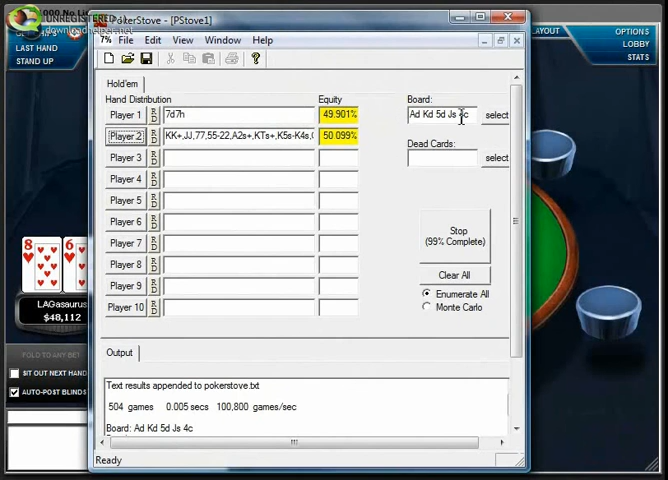 UNREGISTERED
downloadhelper.net
LAST HAND
STAND UP
PokerStove - [PStove1]
7% File Edit View Window Help
LAYOUT
OPTIONS
LOBBY
STATS
Hold'em
Hand Distribution Equity Board:
Player 1 R D 7d7h 49.901% Ad Kd 5d Js 4c select
Player 2 R D KK+,JJ,77,55-22,A2s+,KTs+,K5s-K4s, 50.099%
Dead Cards:
Player 3 R D select
Player 4 R D
Player 5 R D
Player 6 R D
Stop
(99% Complete)
Player 7 R D
Player 8 R D
Clear All
Player 9 R D
Enumerate All
Player 10 R D
Monte Carlo
8 6
LAGasaurus
$48,112
FOLD TO ANY BET
SIT OUT NEXT HAND
AUTO-POST BLINDS
Output
Text results appended to pokerstove.txt
504 games 0.005 secs 100,800 games/sec
Board: Ad Kd 5d Js 4c
Ready